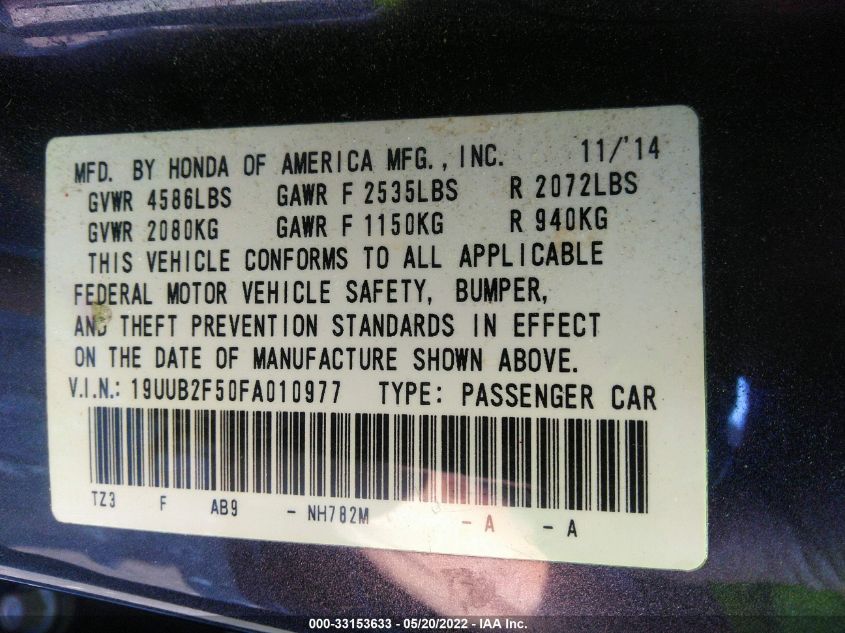 MFD. BY HONDA OF AMERICA MFG., INC. 11/'14
GVWR 4586LBS GAWR F 2535LBS R 2072LBS
GVWR 2080KG GAWR F 1150KG R 940KG
THIS VEHICLE CONFORMS TO ALL APPLICABLE
FEDERAL MOTOR VEHICLE SAFETY, BUMPER,
AND THEFT PREVENTION STANDARDS IN EFFECT
ON THE DATE OF MANUFACTURE SHOWN ABOVE.
V.I.N.: 19UUB2F50FA010977 TYPE: PASSENGER CAR
TZ3 F AB9 - NH782M - A - A
000-33153633 - 05/20/2022 - IAA Inc.